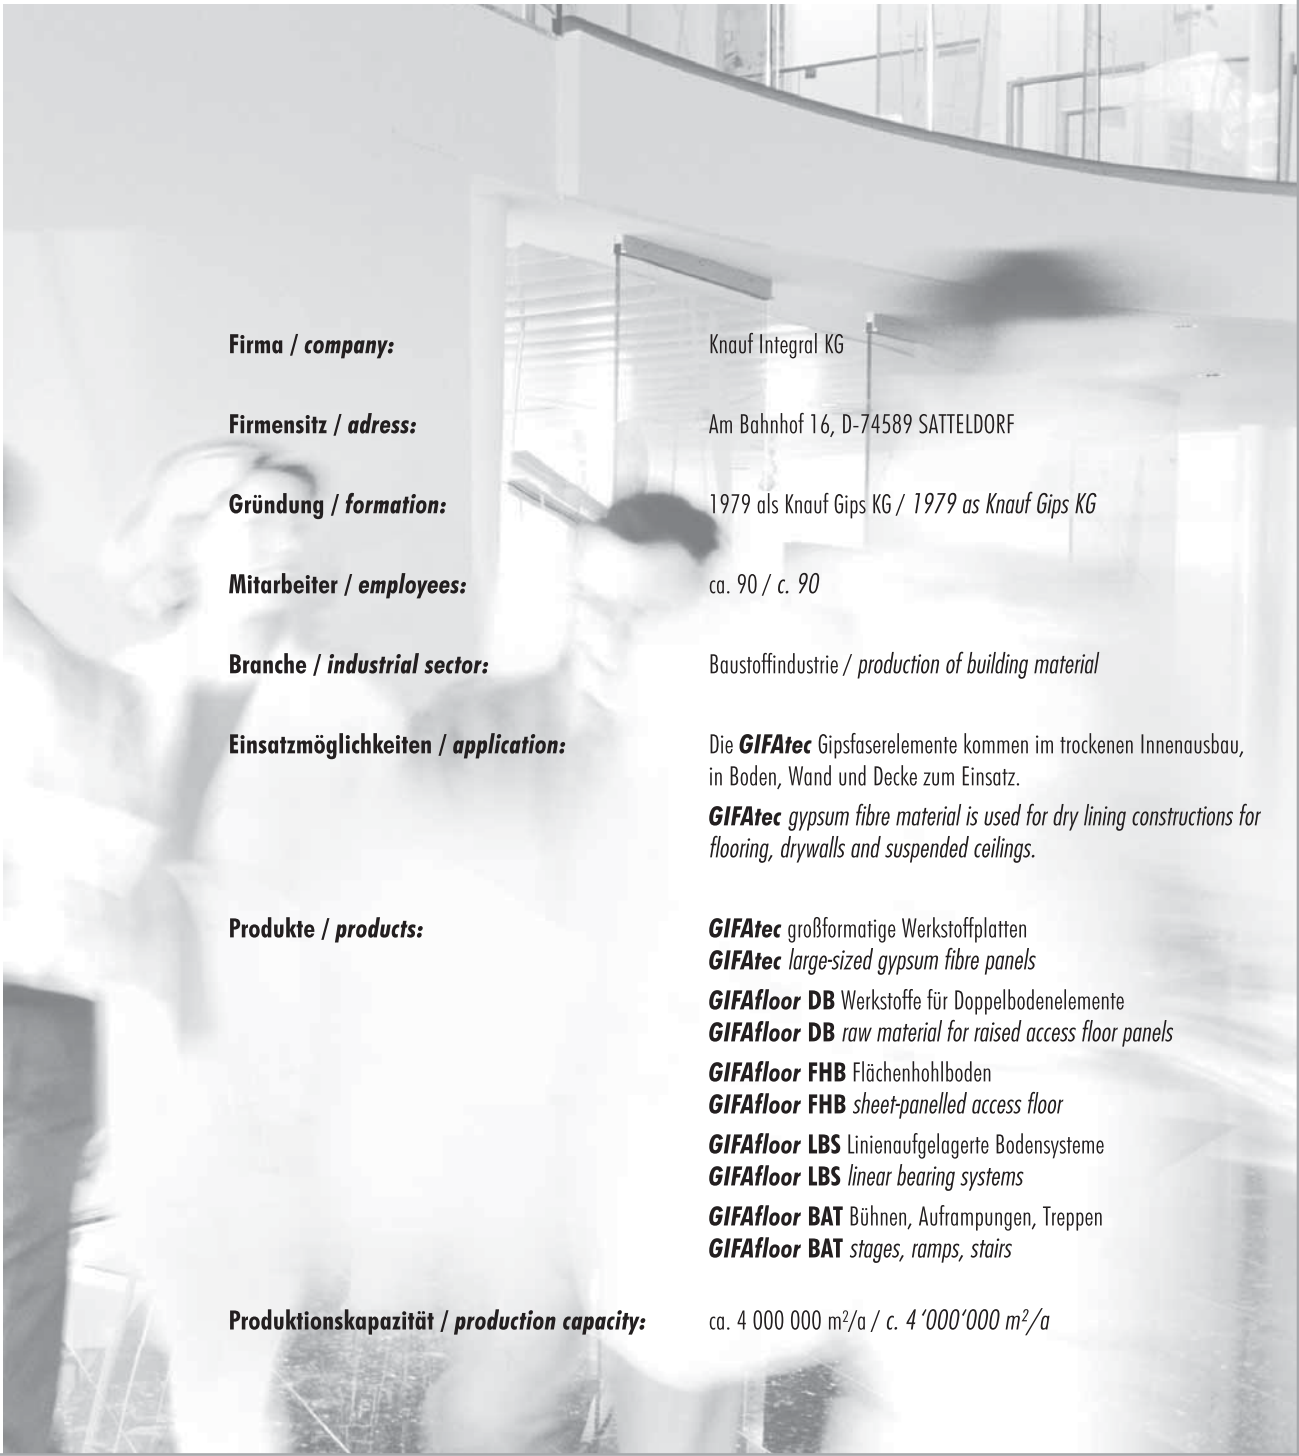 Firma / company: Knauf Integral KG
Firmensitz / adress: Am Bahnhof 16, D-74589 SATTELDORF
Gründung / formation: 1979 als Knauf Gips KG / 1979 as Knauf Gips KG
Mitarbeiter / employees: ca. 90 / c. 90
Branche / industrial sector: Baustoffindustrie / production of building material
Einsatzmöglichkeiten / application: Die GIFAtec Gipsfaserelemente kommen im trockenen Innenausbau,
in Boden, Wand und Decke zum Einsatz.
GIFAtec gypsum fibre material is used for dry lining constructions for
flooring, drywalls and suspended ceilings.
Produkte / products: GIFAtec großformatige Werkstoffplatten
GIFAtec large-sized gypsum fibre panels
GIFAfloor DB Werkstoffe für Doppelbodenelemente
GIFAfloor DB raw material for raised access floor panels
GIFAfloor FHB Flächenhohlboden
GIFAfloor FHB sheet-panelled access floor
GIFAfloor LBS Linienaufgelagerte Bodensysteme
GIFAfloor LBS linear bearing systems
GIFAfloor BAT Bühnen, Auframpungen, Treppen
GIFAfloor BAT stages, ramps, stairs
Produktionskapazität / production capacity: ca. 4 000 000 m²/a / c. 4‘000‘000 m²/a